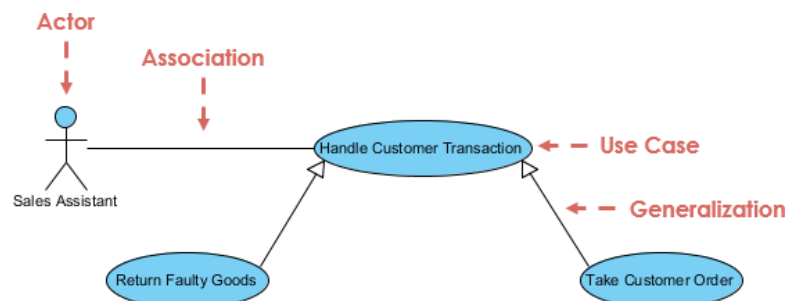 Actor
Association
Handle Customer Transaction
Use Case
Sales Assistant
Generalization
Return Faulty Goods
Take Customer Order